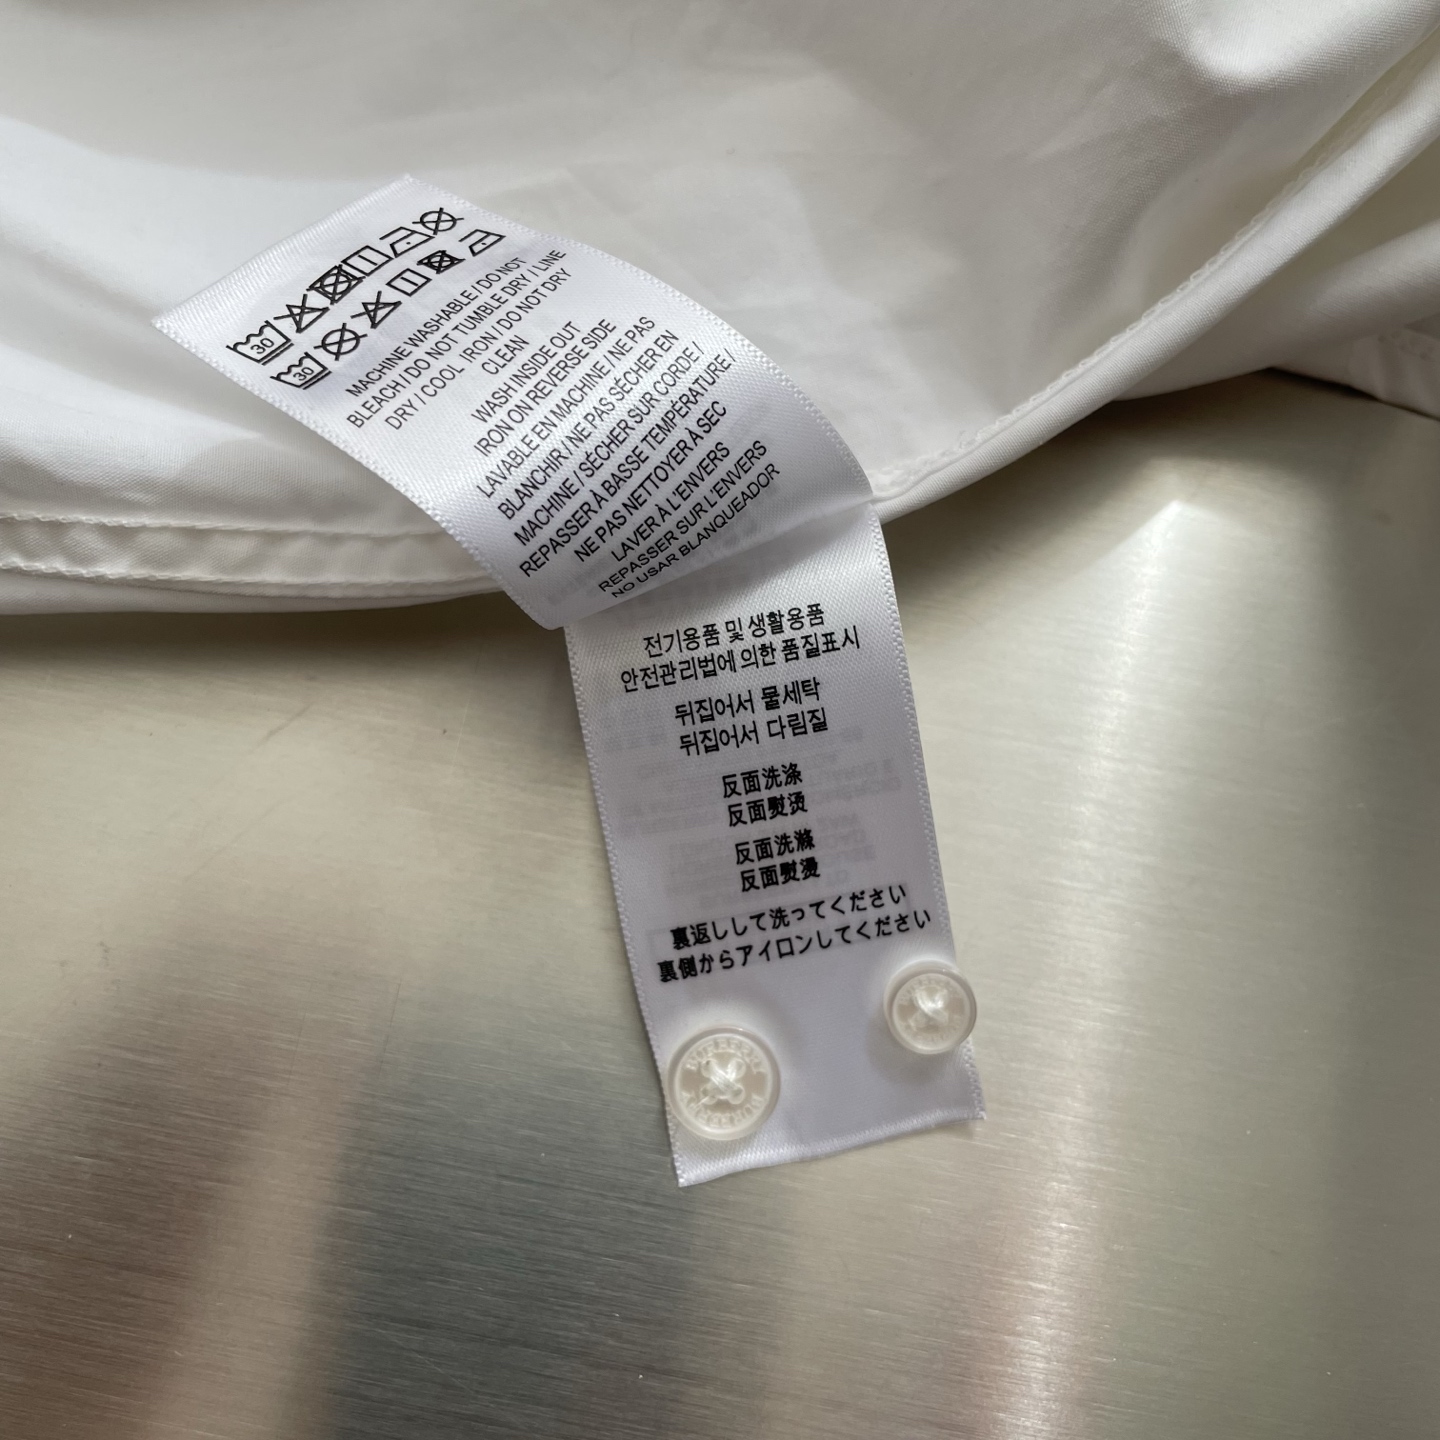 30
30
MACHINE WASHABLE / DO NOT
BLEACH / DO NOT TUMBLE DRY / LINE
DRY / COOL IRON / DO NOT DRY
CLEAN
WASH INSIDE OUT
IRON ON REVERSE SIDE
LAVABLE EN MACHINE / NE PAS
BLANCHIR / NE PAS SÉCHER EN
MACHINE / SÉCHER SUR CORDE /
REPASSER À BASSE TEMPÉRATURE /
NE PAS NETTOYER À SEC
LAVER À L'ENVERS
REPASSER SUR L'ENVERS
NO USAR BLANQUEADOR
전기용품 및 생활용품
안전관리법에 의한 품질표시
뒤집어서 물세탁
뒤집어서 다림질
反面洗涤
反面熨烫
反面洗滌
反面熨燙
裏返しして洗ってください
裏側からアイロンしてください
BURBERRY
BURBERRY